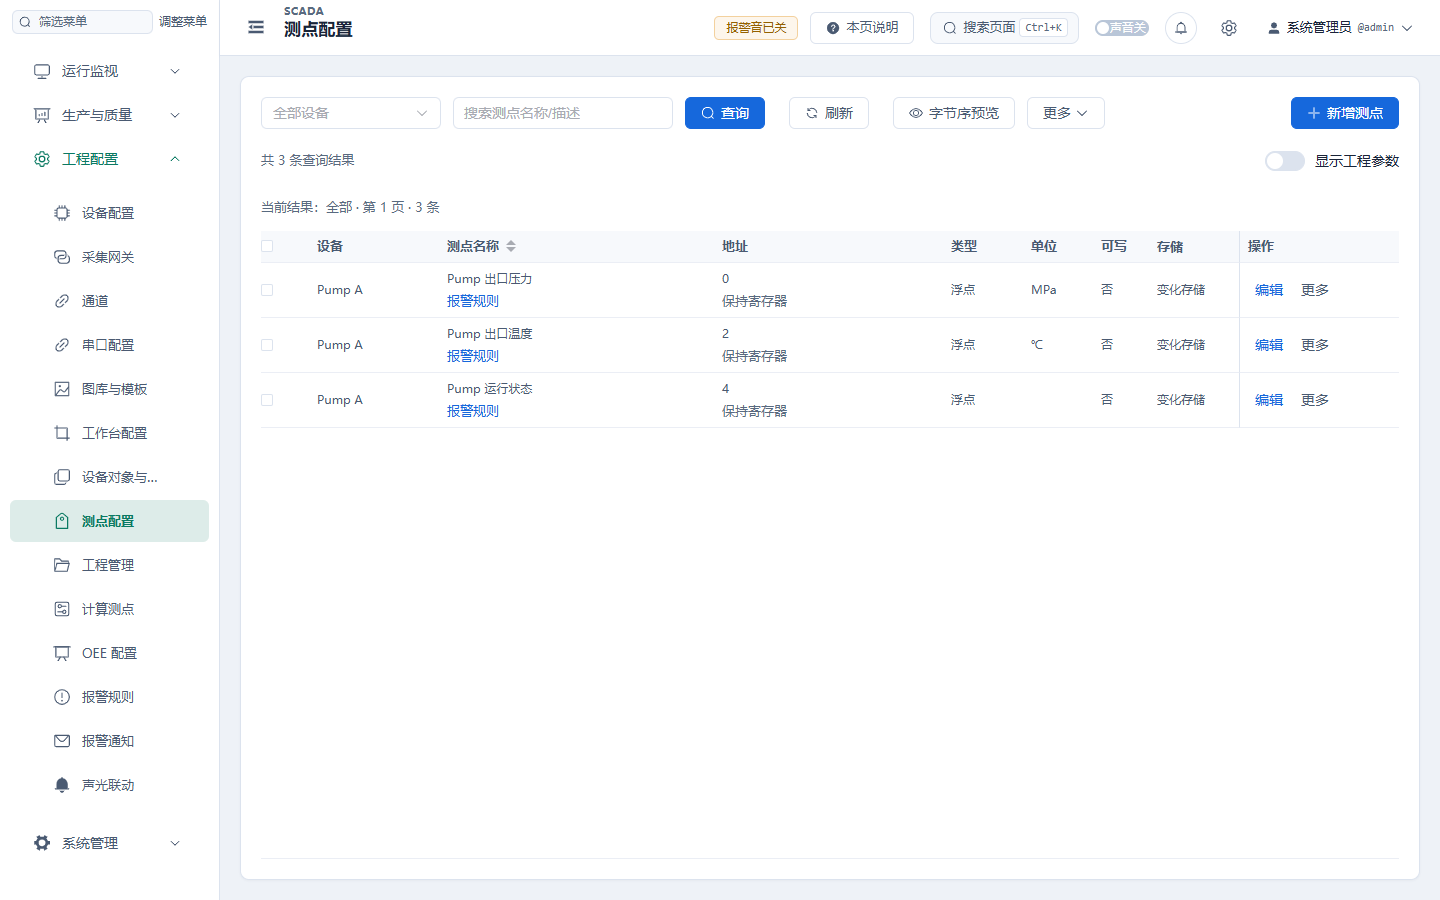 筛选菜单 调整菜单
运行监视
生产与质量
工程配置
设备配置
采集网关
通道
串口配置
图库与模板
工作台配置
设备对象与...
测点配置
工程管理
计算测点
OEE 配置
报警规则
报警通知
声光联动
系统管理
SCADA
测点配置
报警音已关 本页说明 搜索页面 Ctrl+K 声音关 系统管理员 @admin
全部设备 搜索测点名称/描述 查询 刷新 字节序预览 更多 新增测点
共 3 条查询结果 显示工程参数
当前结果：全部 · 第 1 页 · 3 条
设备 测点名称 地址 类型 单位 可写 存储 操作
Pump A Pump 出口压力 0 浮点 MPa 否 变化存储 编辑 更多
报警规则 保持寄存器
Pump A Pump 出口温度 2 浮点 ℃ 否 变化存储 编辑 更多
报警规则 保持寄存器
Pump A Pump 运行状态 4 浮点 否 变化存储 编辑 更多
报警规则 保持寄存器